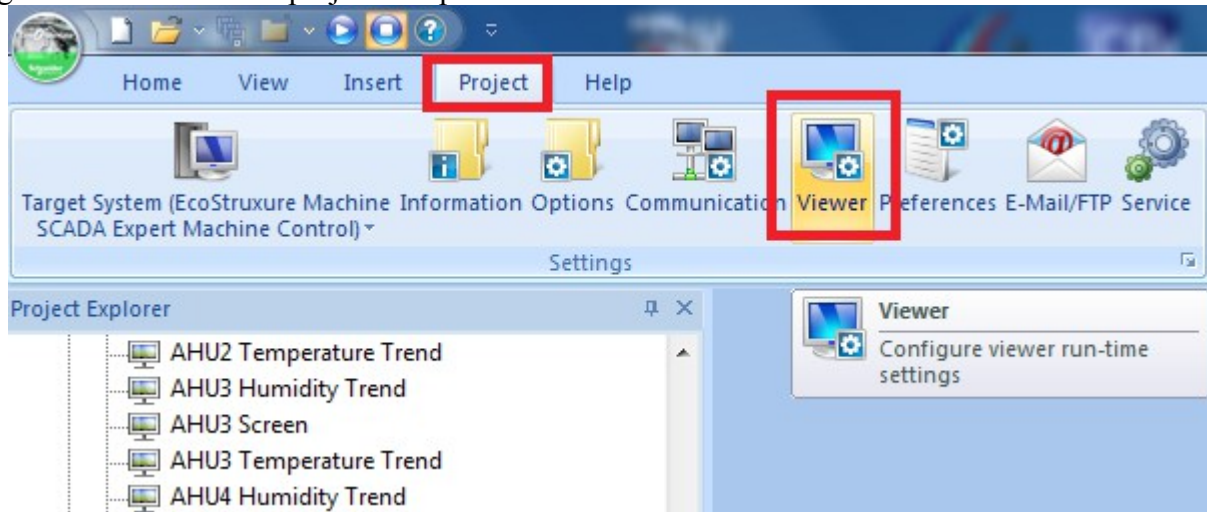 Home View Insert Project Help
Target System (EcoStruxure Machine Information Options Communication Viewer Preferences E-Mail/FTP Service
SCADA Expert Machine Control)
Settings
Project Explorer
AHU2 Temperature Trend
AHU3 Humidity Trend
AHU3 Screen
AHU3 Temperature Trend
AHU4 Humidity Trend
Viewer
Configure viewer run-time
settings